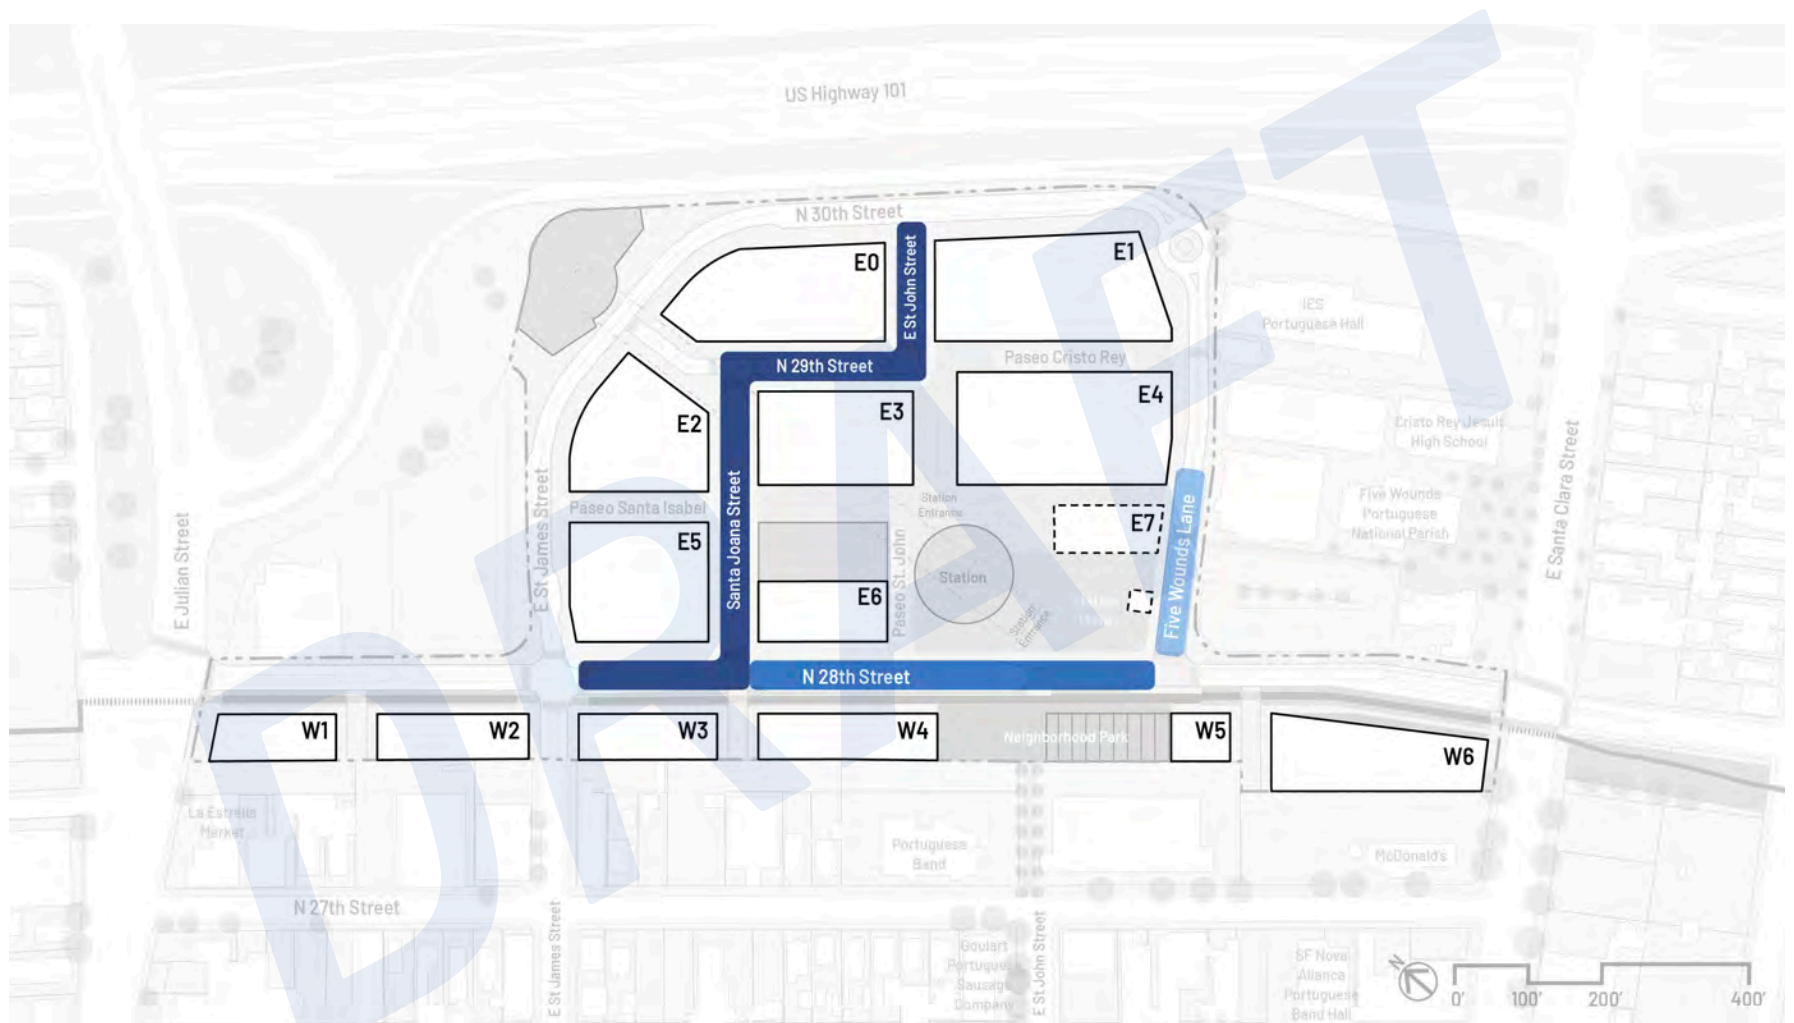 US Highway 101
N 30th Street
E0
E St John Street
E1
IES
Portuguese Hall
N 29th Street
Paseo Cristo Rey
E2
E3
E4
Cristo Rey Jesuit
High School
E St James Street
Paseo Santa Isabel
Santa Joana Street
Station
Entrance
E7
Five Wounds
Portuguese
National Parish
E Santa Clara Street
E Julian Street
E5
E6
Paseo St. John
Station
Station
Entrance
Five Wounds Lane
N 28th Street
W1
W2
W3
W4
Neighborhood Park
W5
W6
La Estrella
Market
Portuguese
Band
McDonald's
N 27th Street
E St James Street
Goulart
Portugues
Sausage
Company
E St John Street
SF Nova
Alianca
Portuguese
Band Hall
N
0'
100'
200'
400'
DRAFT